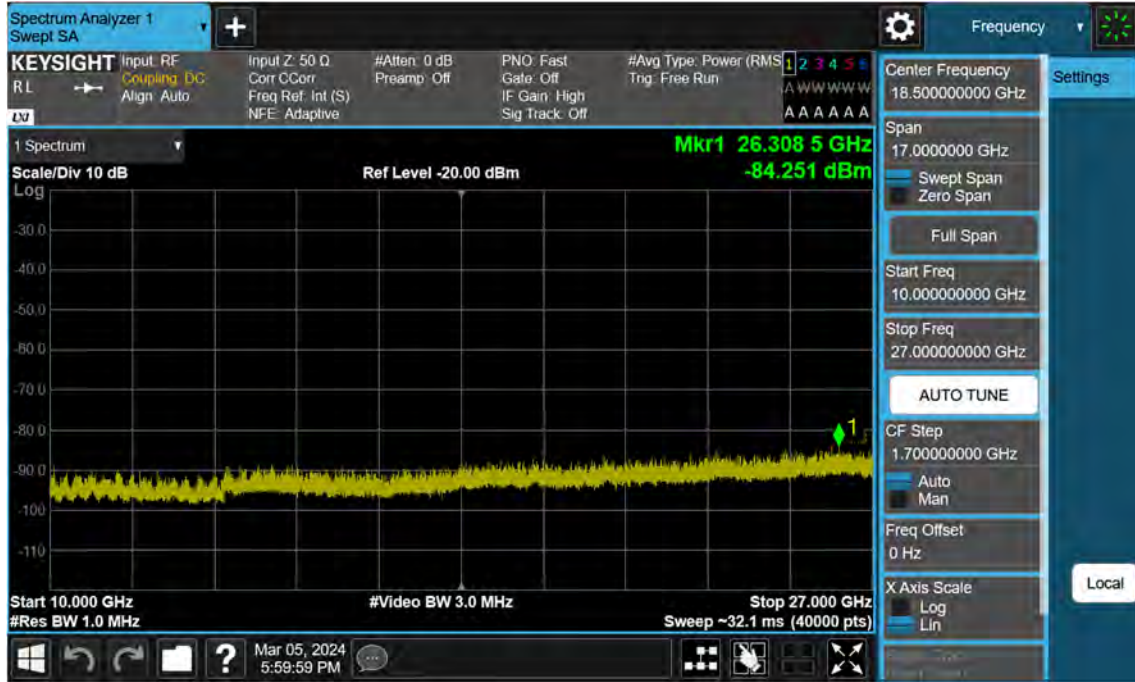 Spectrum Analyzer 1
Swept SA
Frequency
KEYSIGHT
RL
LXI
Input: RF
Coupling: DC
Align: Auto
Input Z: 50 Ω
Corr CCorr
Freq Ref: Int (S)
NFE: Adaptive
#Atten: 0 dB
Preamp: Off
PNO: Fast
Gate: Off
IF Gain: High
Sig Track: Off
#Avg Type: Power (RMS
Trig: Free Run
1 2 3 4 5 6
A W W W W W
A A A A A A
1 Spectrum
Scale/Div 10 dB
Ref Level -20.00 dBm
Mkr1 26.308 5 GHz
-84.251 dBm
Log
-30.0
-40.0
-50.0
-60.0
-70.0
-80.0
-90.0
-100
-110
1
Start 10.000 GHz
#Res BW 1.0 MHz
#Video BW 3.0 MHz
Stop 27.000 GHz
Sweep ~32.1 ms (40000 pts)
Center Frequency
18.500000000 GHz
Settings
Span
17.0000000 GHz
Swept Span
Zero Span
Full Span
Start Freq
10.000000000 GHz
Stop Freq
27.000000000 GHz
AUTO TUNE
CF Step
1.700000000 GHz
Auto
Man
Freq Offset
0 Hz
X Axis Scale
Log
Lin
Local
?
Mar 05, 2024
5:59:59 PM